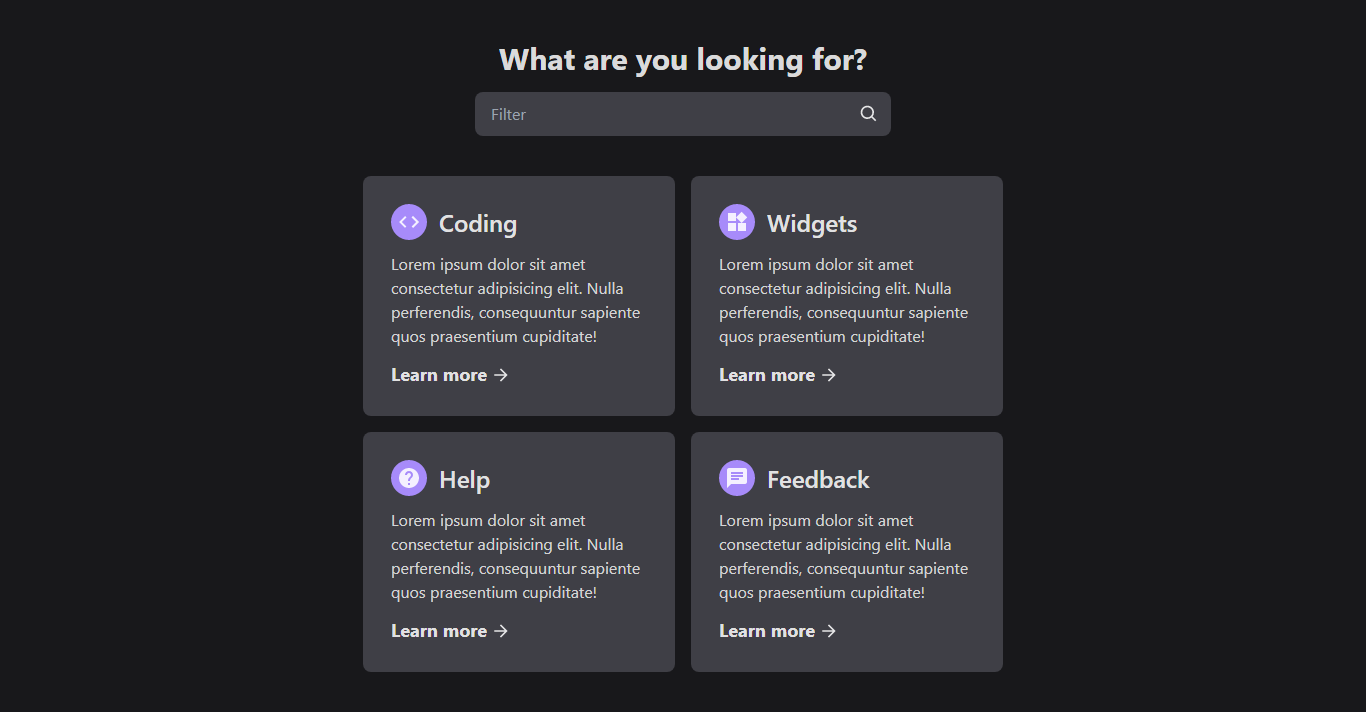 What are you looking for?
Filter
Coding
Lorem ipsum dolor sit amet
consectetur adipisicing elit. Nulla
perferendis, consequuntur sapiente
quos praesentium cupiditate!
Learn more
Widgets
Lorem ipsum dolor sit amet
consectetur adipisicing elit. Nulla
perferendis, consequuntur sapiente
quos praesentium cupiditate!
Learn more
Help
Lorem ipsum dolor sit amet
consectetur adipisicing elit. Nulla
perferendis, consequuntur sapiente
quos praesentium cupiditate!
Learn more
Feedback
Lorem ipsum dolor sit amet
consectetur adipisicing elit. Nulla
perferendis, consequuntur sapiente
quos praesentium cupiditate!
Learn more